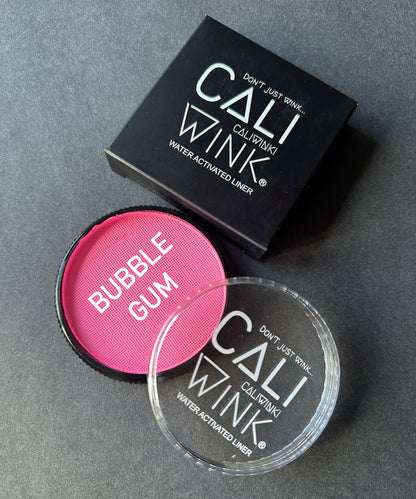 DON'T JUST WINK...
CALI
CALIWINK!
WINK®
WATER ACTIVATED LINER
BUBBLE
GUM
DON'T JUST WINK...
CALI
CALIWINK!
WINK®
WATER ACTIVATED LINER